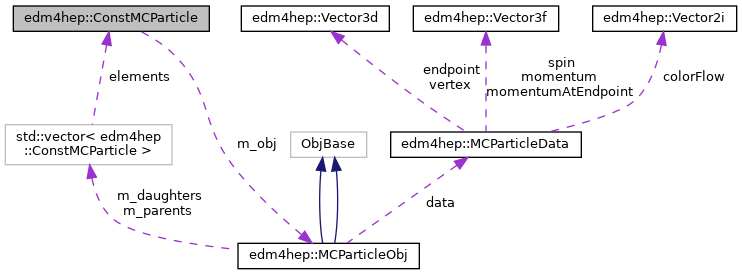 edm4hep::ConstMCParticle
edm4hep::Vector3d
edm4hep::Vector3f
edm4hep::Vector2i
elements
endpoint
vertex
spin
momentum
momentumAtEndpoint
colorFlow
std::vector< edm4hep
::ConstMCParticle >
m_obj
ObjBase
edm4hep::MCParticleData
m_daughters
m_parents
data
edm4hep::MCParticleObj